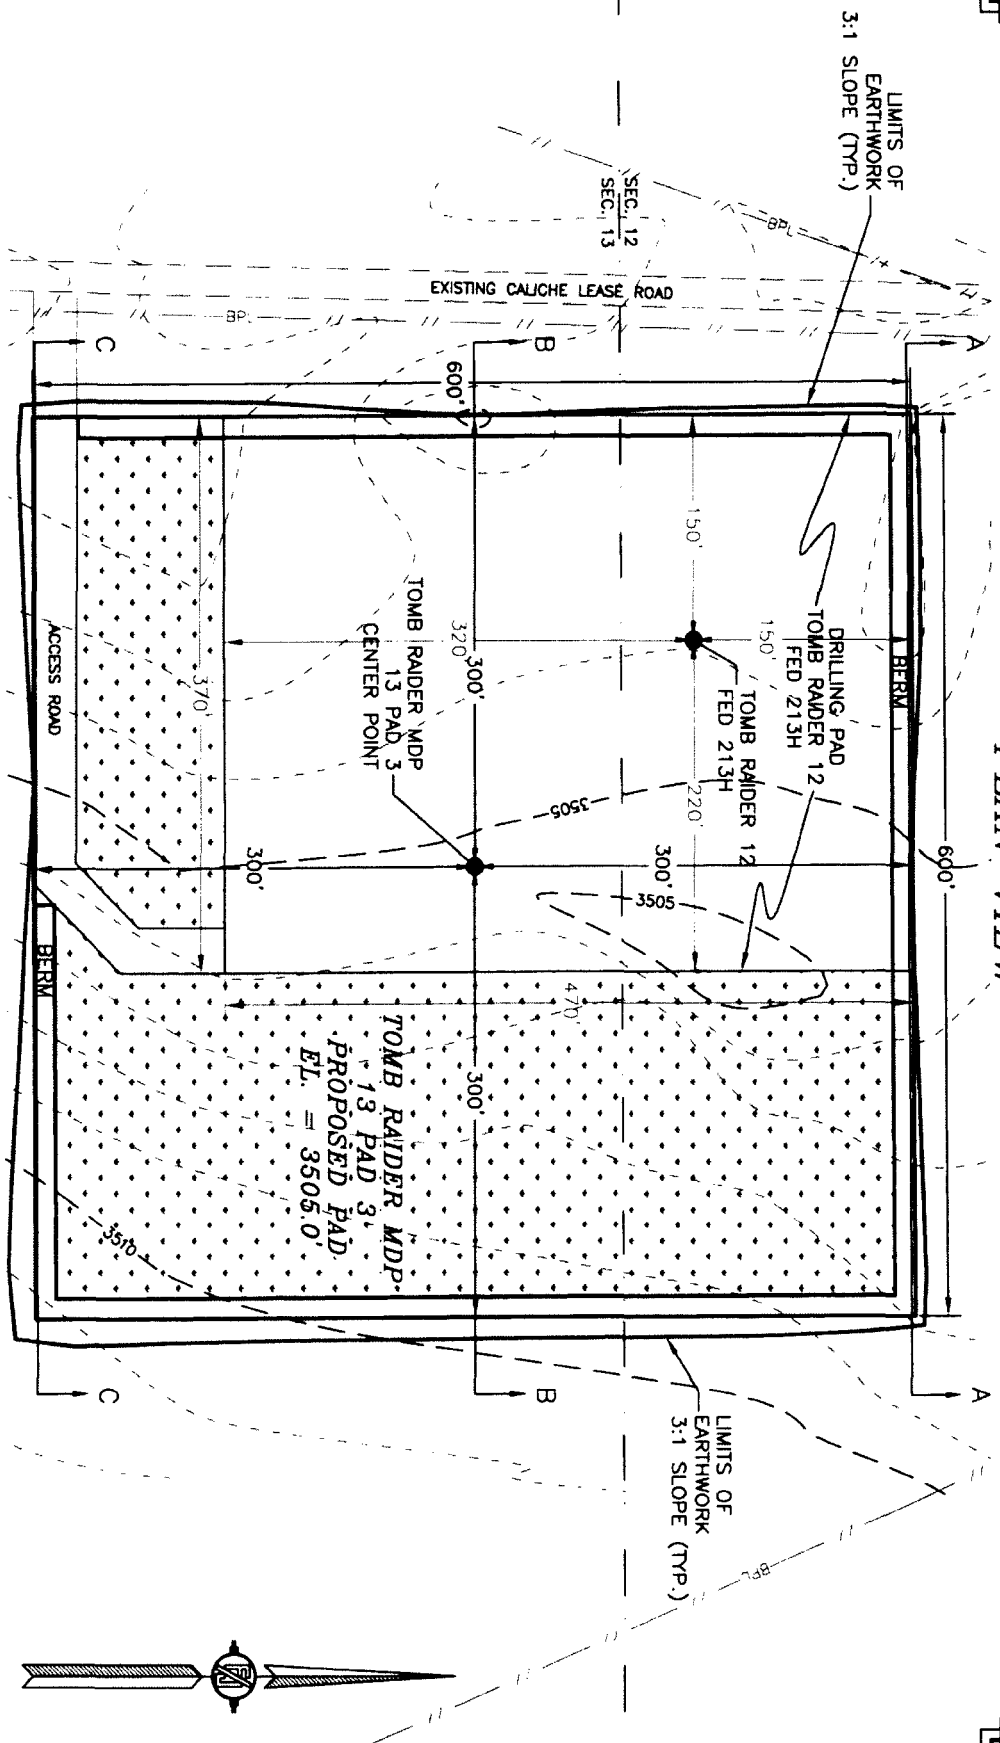 LIMITS OF
EARTHWORK
3:1 SLOPE (TYP.)
SEC. 12
SEC. 13
BPL
EXISTING CALICHE LEASE ROAD
BPL
A
B
C
600'
600'
BERM
DRILLING PAD
TOMB RAIDER 12
FED 213H
TOMB RAIDER 12
FED 213H
150'
150'
220'
320'
300'
300'
300'
300'
370'
470'
3505
3505
3510
TOMB RAIDER MDP
13 PAD 3
CENTER POINT
ACCESS ROAD
BERM
TOMB RAIDER MDP
13 PAD 3
PROPOSED PAD
EL. = 3505.0'
A
B
C
LIMITS OF
EARTHWORK
3:1 SLOPE (TYP.)
BPL